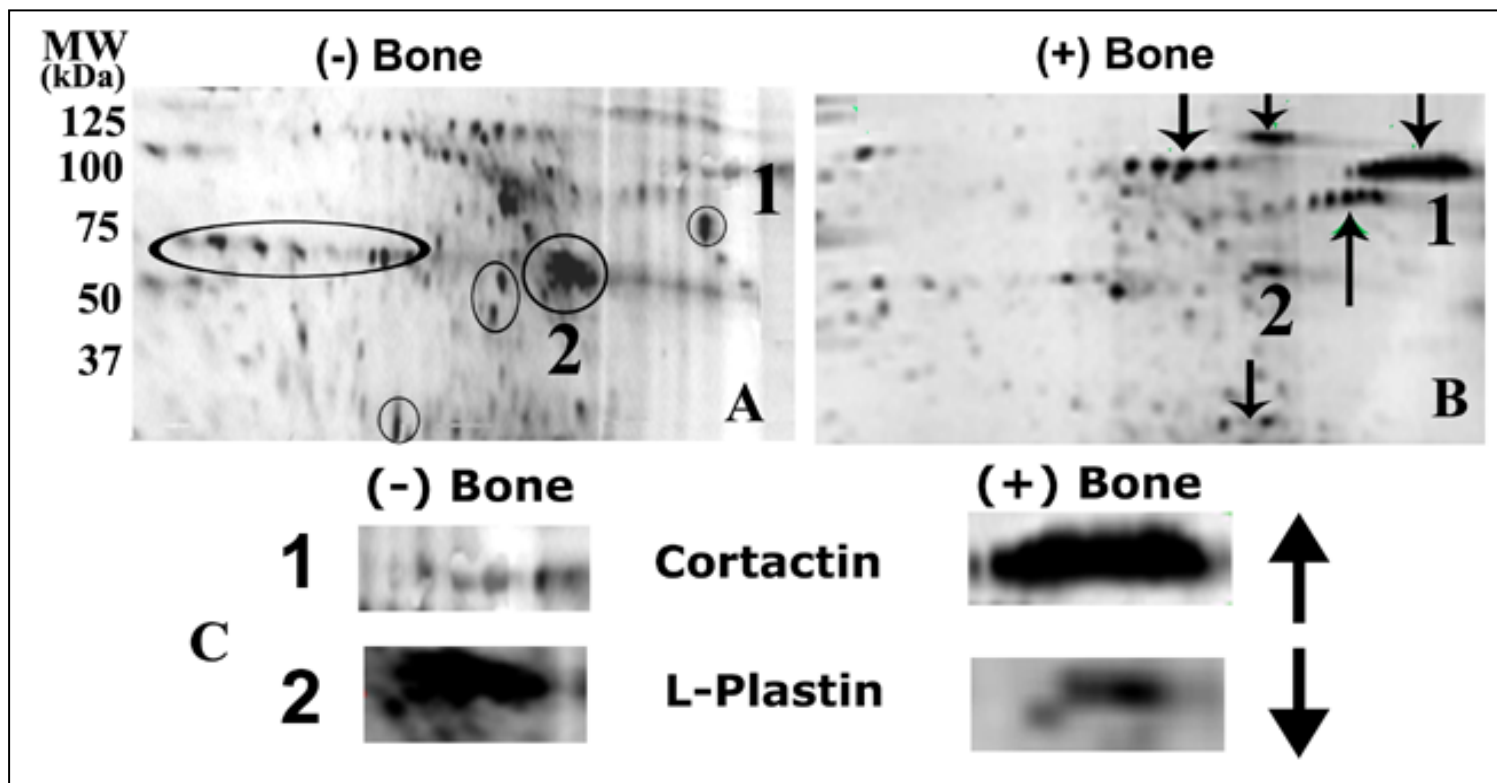 MW
(kDa)
(-) Bone
(+) Bone
125
100
75
50
37
1
2
A
1
2
B
(-) Bone
(+) Bone
1
Cortactin
C
2
L-Plastin